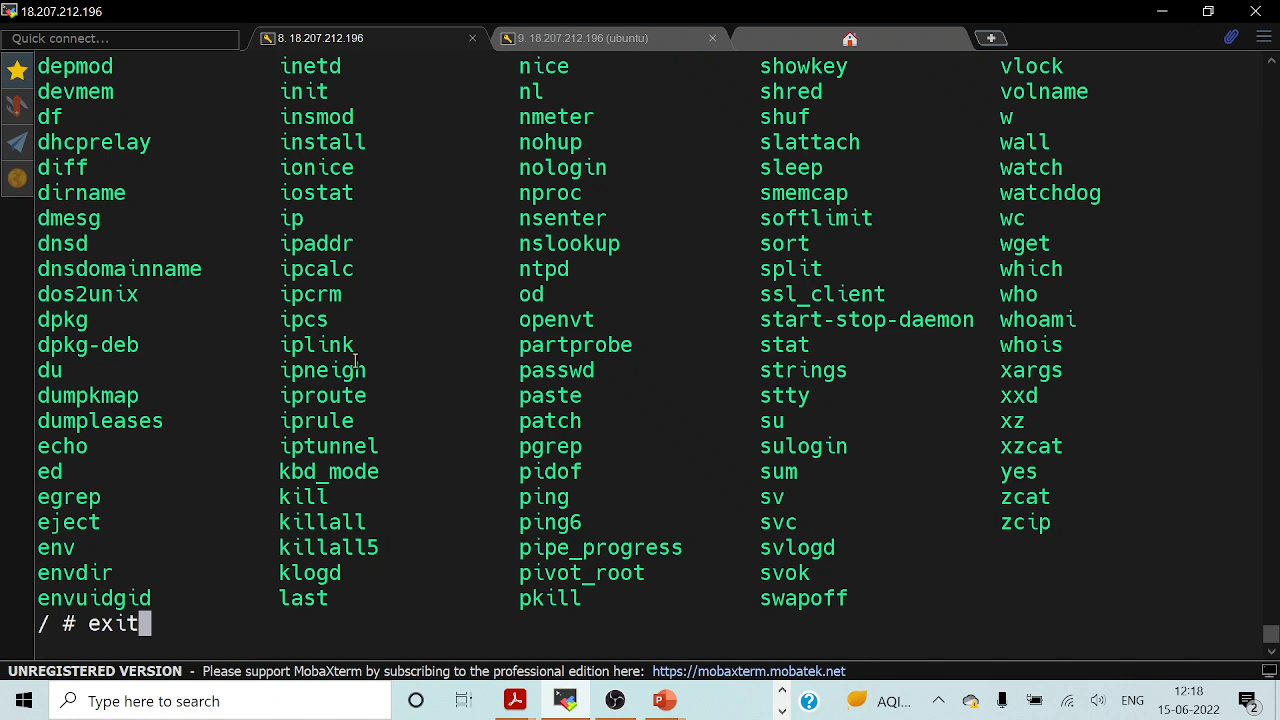 18.207.212.196
Quick connect...
8. 18.207.212.196
9. 18.207.212.196 (ubuntu)
depmod inetd nice showkey vlock
devmem init nl shred volname
df insmod nmeter shuf w
dhcprelay install nohup slattach wall
diff ionice nologin sleep watch
dirname iostat nproc smemcap watchdog
dmesg ip nsenter softlimit wc
dnsd ipaddr nslookup sort wget
dnsdomainname ipcalc ntpd split which
dos2unix ipcrm od ssl_client who
dpkg ipcs openvt start-stop-daemon whoami
dpkg-deb iplink partprobe stat whois
du ipneigh passwd strings xargs
dumpkmap iproute paste stty xxd
dumpleases iprule patch su xz
echo iptunnel pgrep sulogin xzcat
ed kbd_mode pidof sum yes
egrep kill ping sv zcat
eject killall ping6 svc zcip
env killall5 pipe_progress svlogd
envdir klogd pivot_root svok
envuidgid last pkill swapoff
/ # exit
UNREGISTERED VERSION - Please support MobaXterm by subscribing to the professional edition here: https://mobaxterm.mobatek.net
Type here to search
AQI...
ENG
12:18
15-06-2022
2